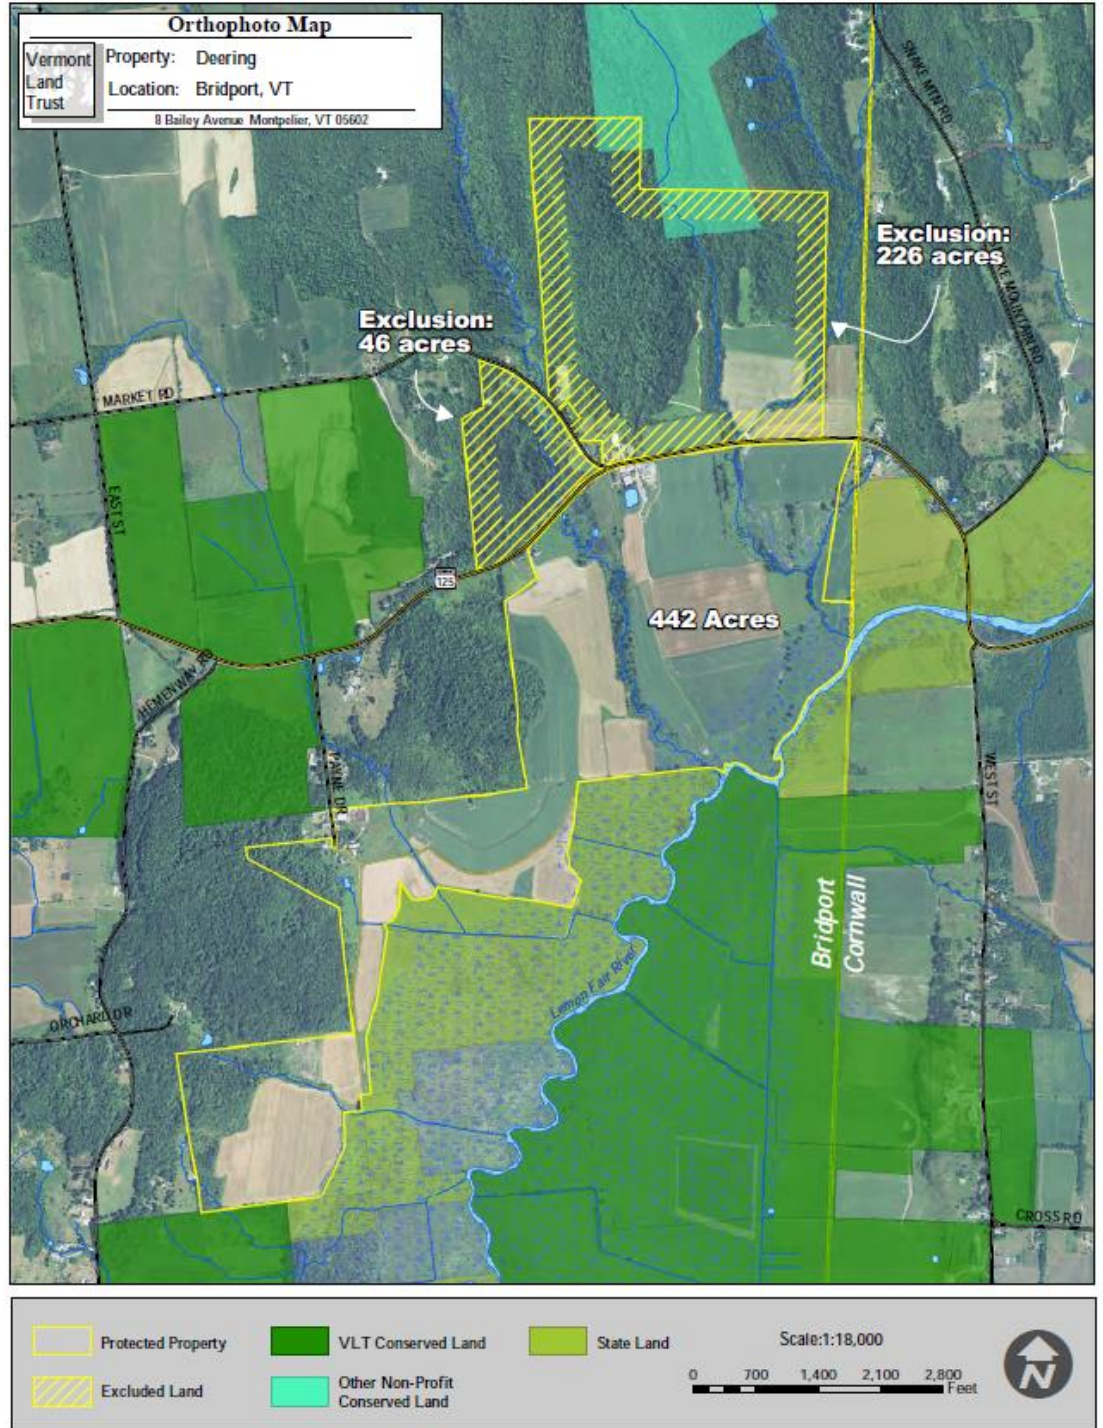 Orthophoto Map
Vermont
Land
Trust
Property: Deering
Location: Bridport, VT
8 Bailey Avenue Montpelier, VT 05602
SNAKE MTN RD
Exclusion:
226 acres
SNAKE MOUNTAIN RD
Exclusion:
46 acres
MARKET RD
EAST ST
125
442 Acres
HEMENWAY RD
PAYNE DR
WEST ST
Bridport
Cornwall
Lemon Fair River
ORCHARD DR
CROSS RD
Protected Property
VLT Conserved Land
State Land
Scale:1:18,000
Excluded Land
Other Non-Profit
Conserved Land
0 700 1,400 2,100 2,800
Feet
N